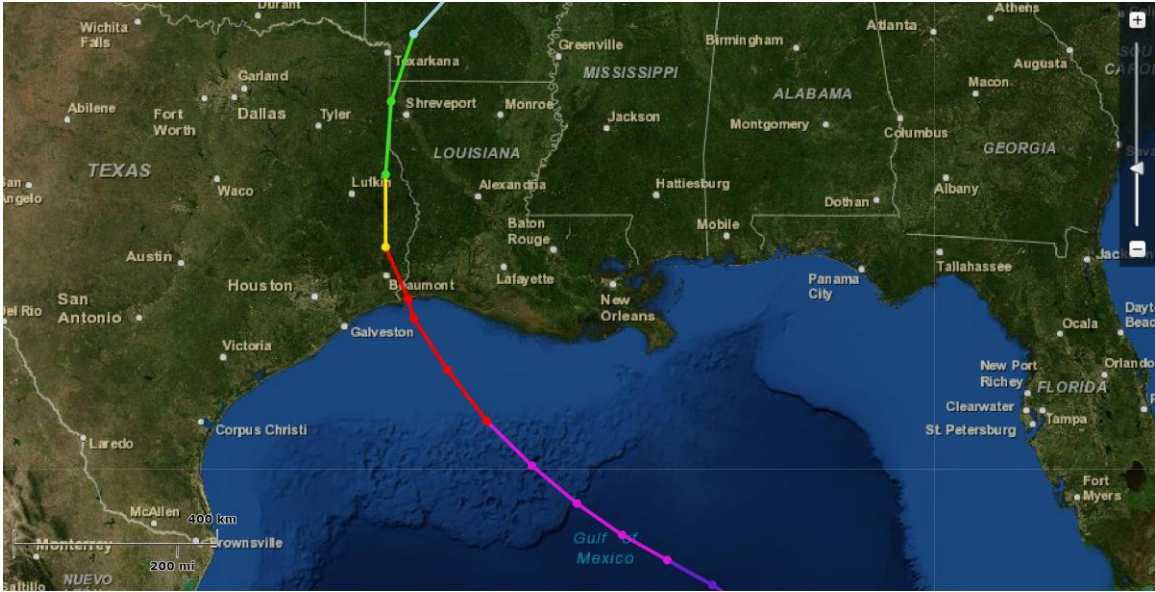 Durant
Wichita
Falls
Texarkana
Greenville
Birmingham
Atlanta
Athens
MISSISSIPPI
Augusta
Garland
Abilene
Fort
Worth
Dallas
Tyler
Shreveport
Monroe
Jackson
ALABAMA
Macon
Montgomery
Columbus
GEORGIA
TEXAS
LOUISIANA
San
Angelo
Waco
Lufkin
Alexandria
Hattiesburg
Dothan
Albany
Baton
Rouge
Mobile
Austin
Houston
Beaumont
Lafayette
Panama
City
Tallahassee
Del Rio
San
Antonio
Galveston
New
Orleans
Ocala
Victoria
New Port
Richey
Orlando
FLORIDA
Clearwater
Tampa
St. Petersburg
Corpus Christi
Laredo
Fort
Myers
McAllen
400 km
Brownsville
Monterrey
200 mi
Gulf of
Mexico
Saltillo
NUEVO